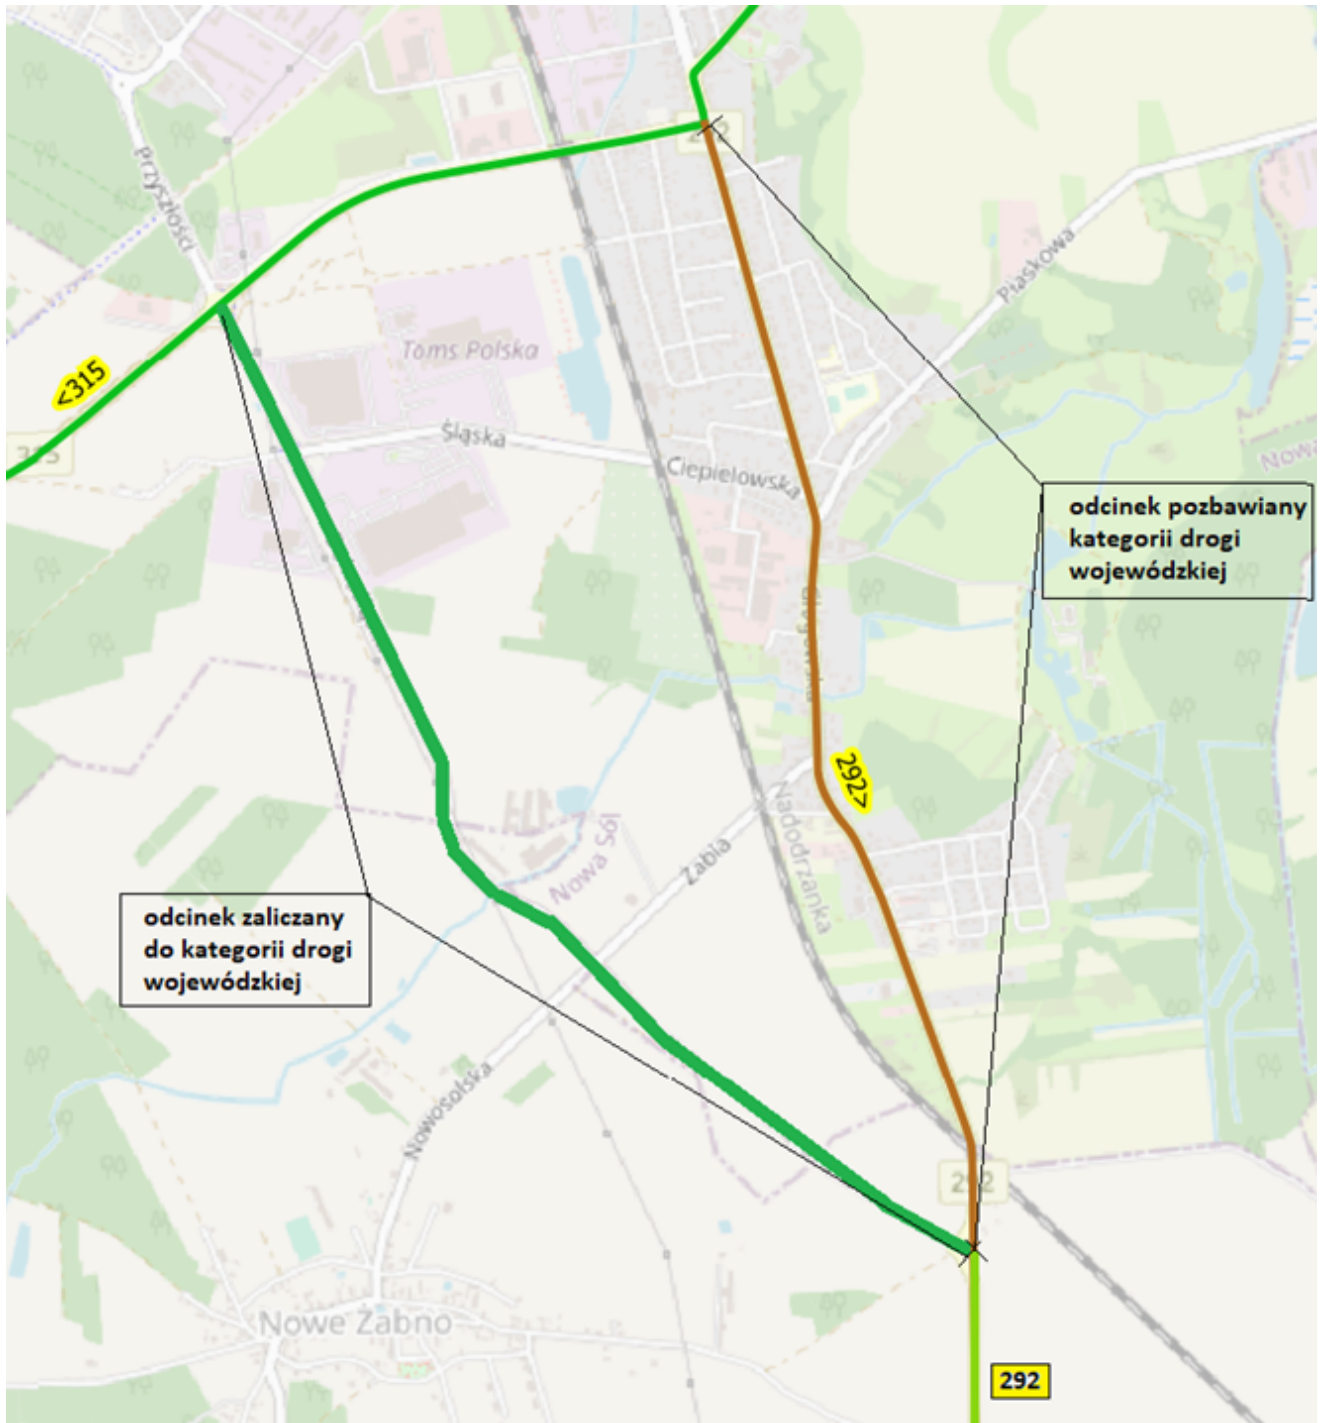 Przyszłości
<315
Toms Polska
Śląska
Ciepielowska
Piaskowa
Nowa
odcinek pozbawiany
kategorii drogi
wojewódzkiej
292>
Nadodrzanka
Nowa Sól
Żabia
odcinek zaliczany
do kategorii drogi
wojewódzkiej
Nowosolska
292
Nowe Żabno
292